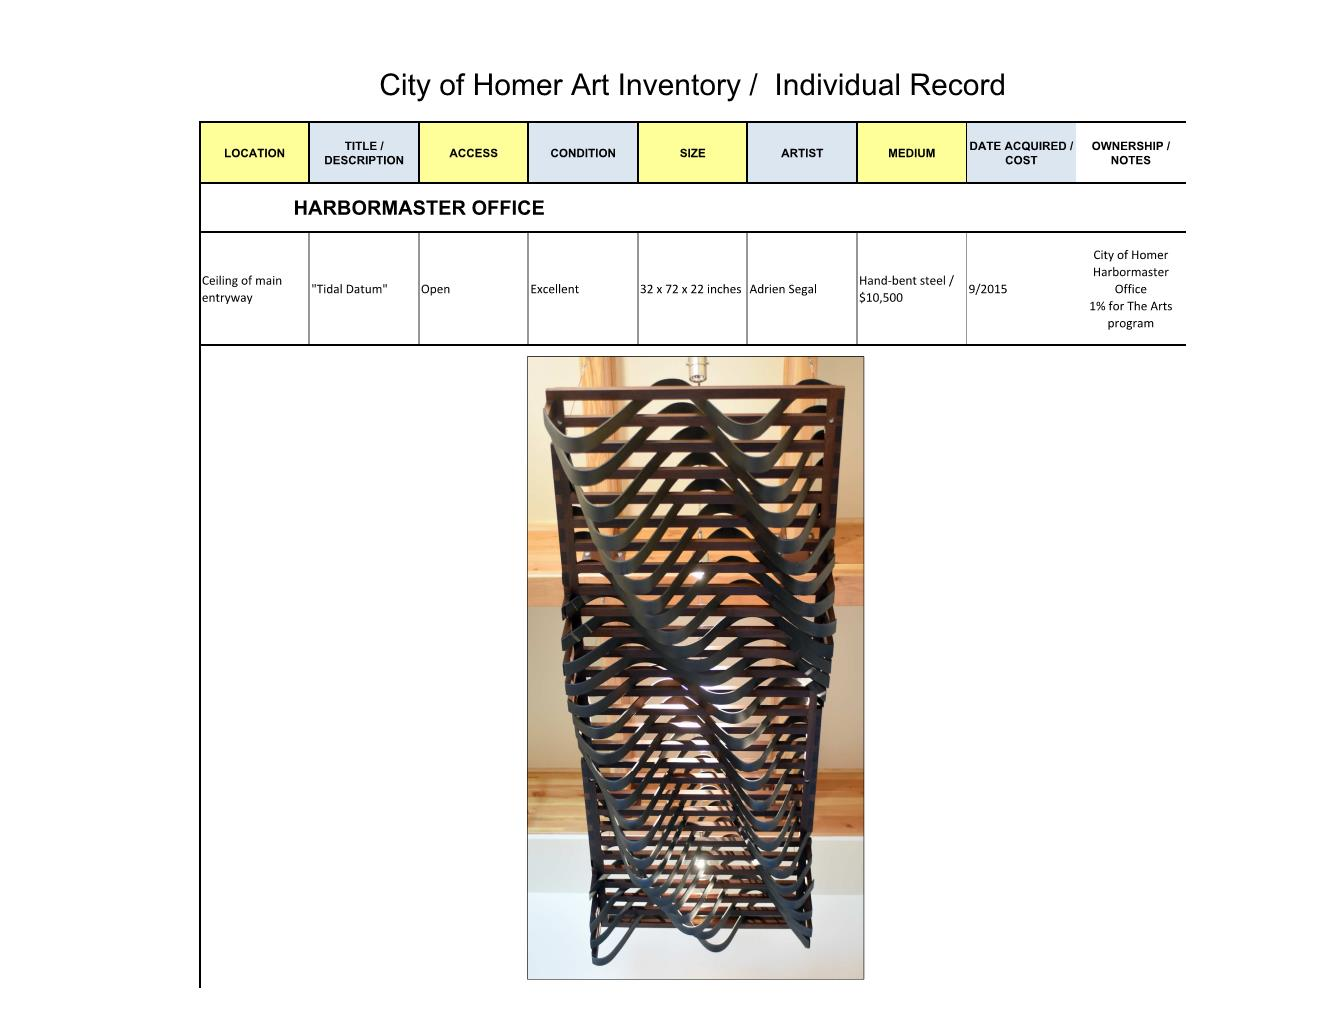 City of Homer Art Inventory /  Individual Record
LOCATION
TITLE /
DESCRIPTION
ACCESS
CONDITION
SIZE
ARTIST
MEDIUM
DATE ACQUIRED /
COST
OWNERSHIP /
NOTES
HARBORMASTER OFFICE
Ceiling of main
entryway
"Tidal Datum"
Open
Excellent
32 x 72 x 22 inches
Adrien Segal
Hand-bent steel /
$10,500
9/2015
City of Homer
Harbormaster
Office
1% for The Arts
program